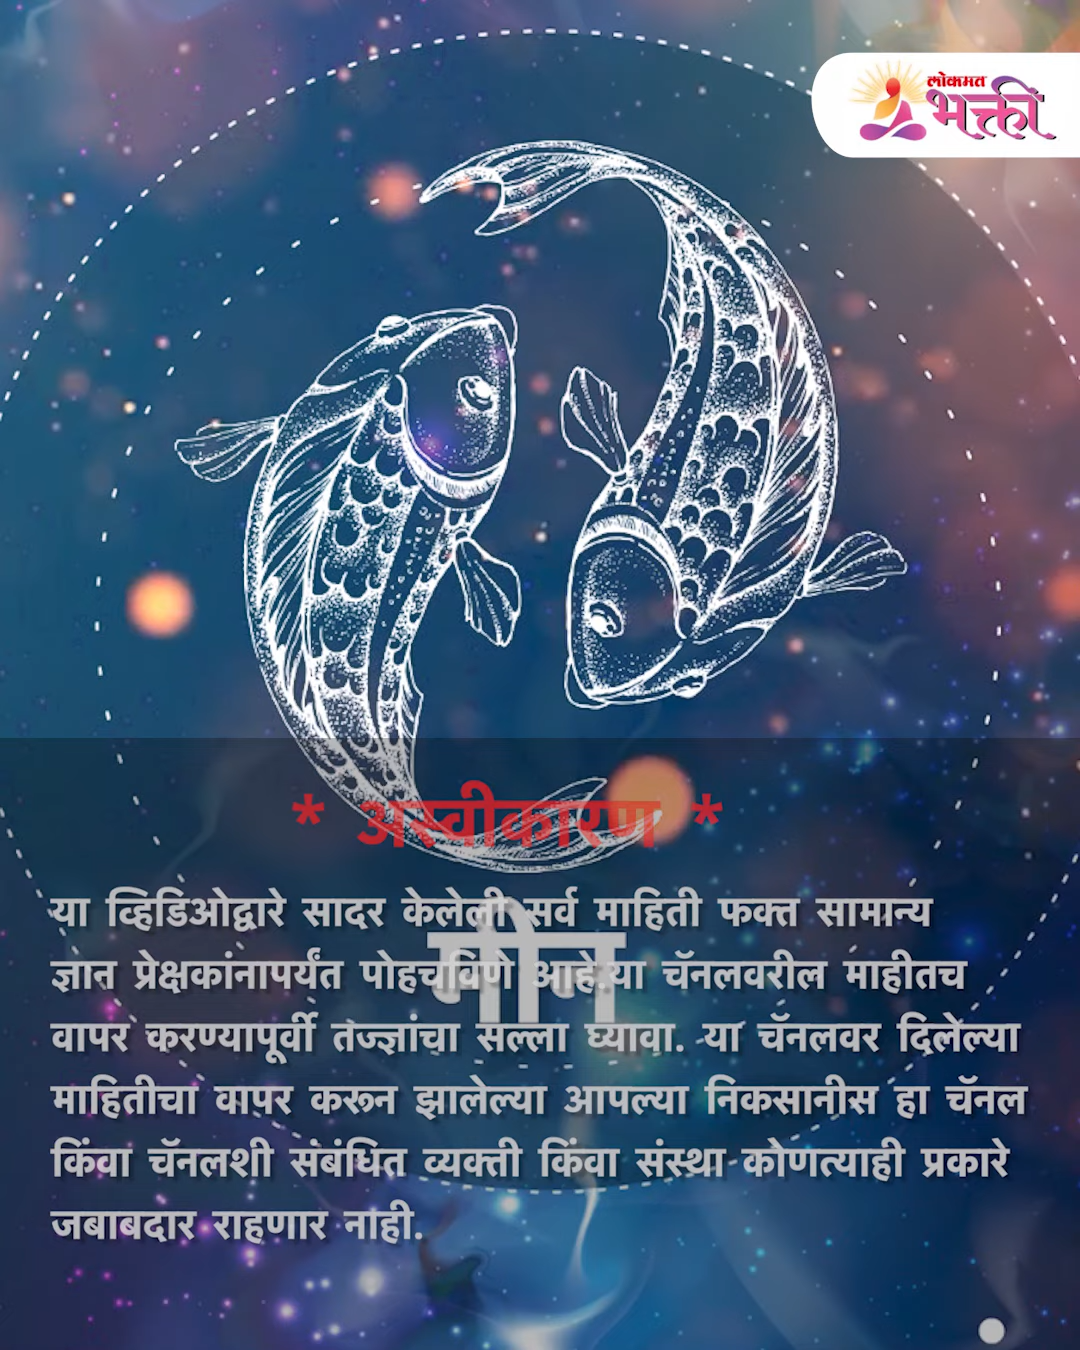 लोकमत
भक्ती
* अस्वीकारण *
या व्हिडिओद्वारे सादर केलेली सर्व माहिती फक्त सामान्य
ज्ञान प्रेक्षकांनापर्यंत पोहचविणे आहे.या चॅनलवरील माहीतच
वापर करण्यापूर्वी तज्ज्ञांचा सल्ला घ्यावा. या चॅनलवर दिलेल्या
माहितीचा वापर करून झालेल्या आपल्या निकसानीस हा चॅनल
किंवा चॅनलशी संबंधित व्यक्ती किंवा संस्था कोणत्याही प्रकारे
जबाबदार राहणार नाही.
मीन